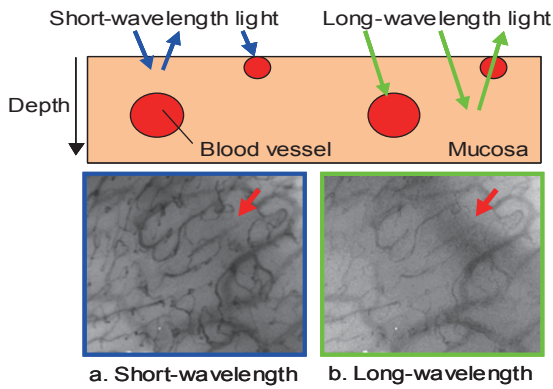 Short-wavelength light
Long-wavelength light
Depth
Blood vessel
Mucosa
a. Short-wavelength
b. Long-wavelength